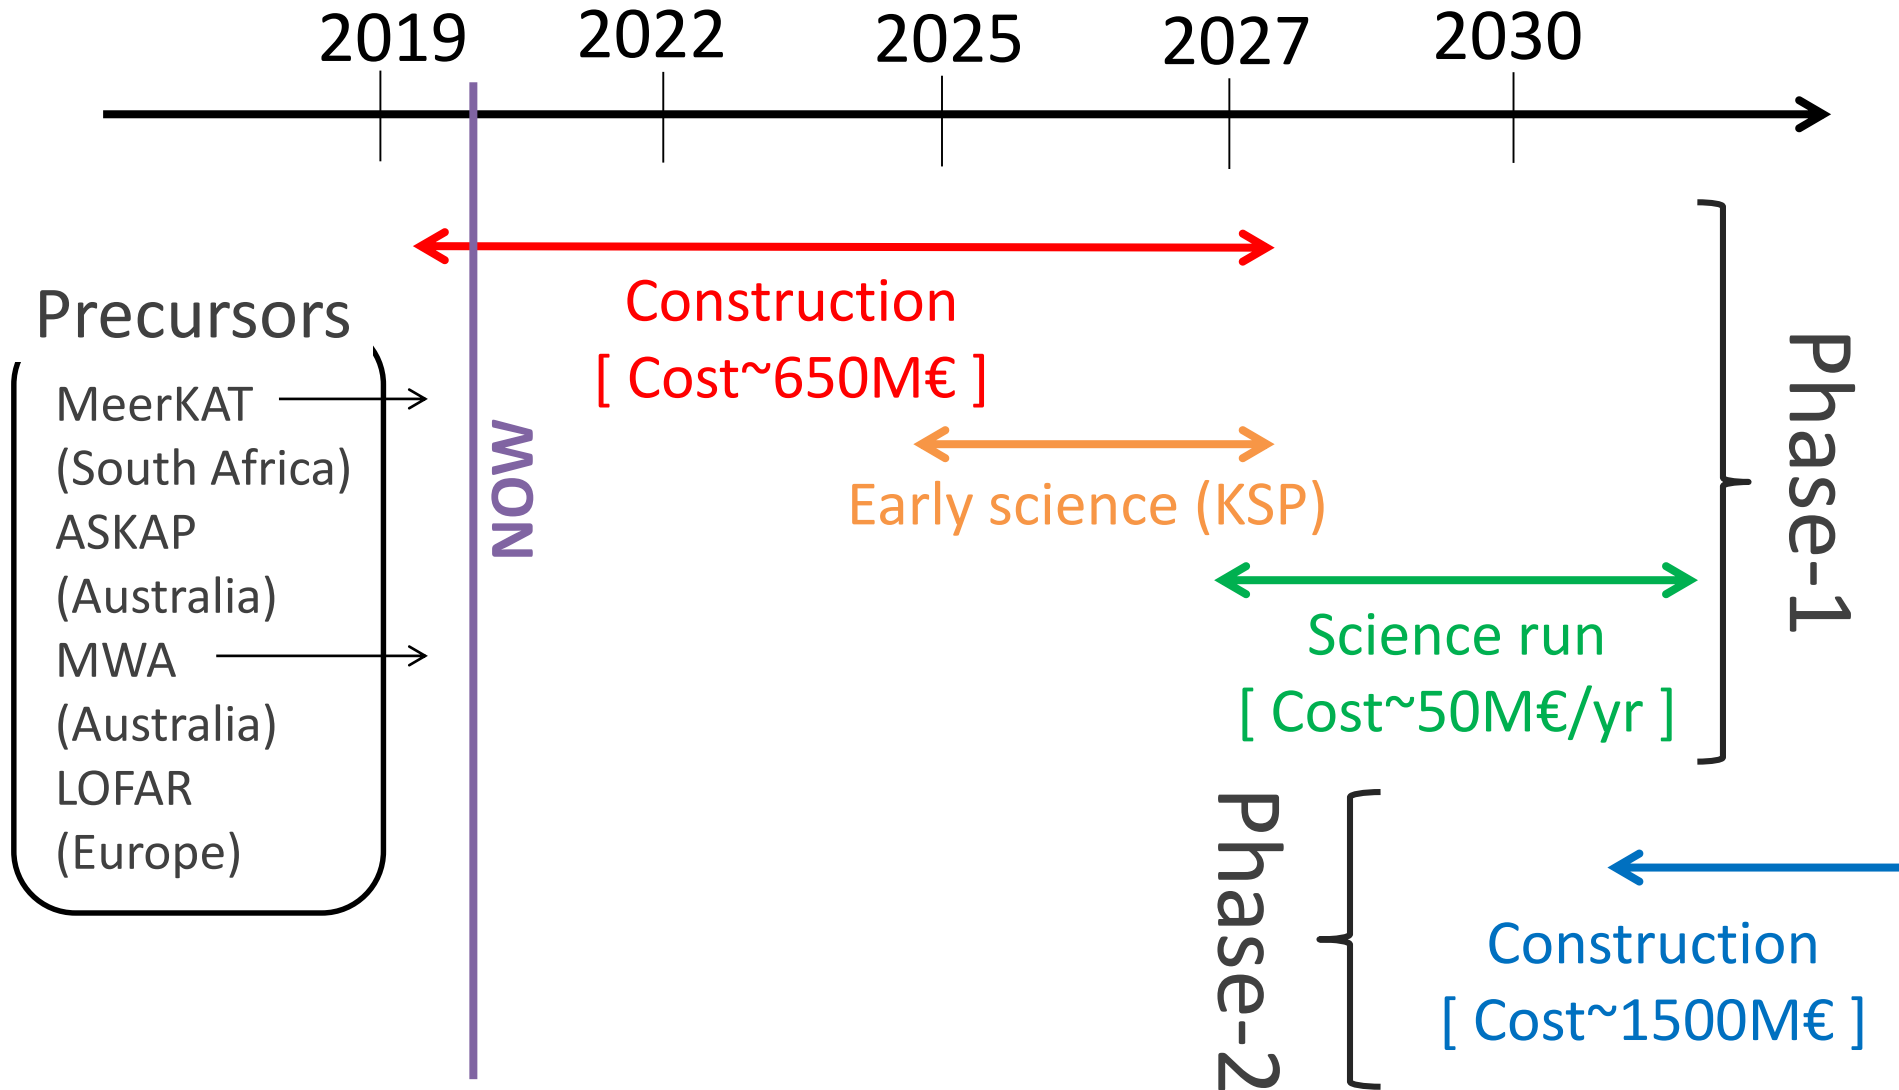 2019
2022
2025
2027
2030
Construction
[ Cost~650M€ ]
Precursors
MeerKAT
(South Africa)
ASKAP
(Australia)
MWA
(Australia)
LOFAR
(Europe)
NOW
Early science (KSP)
Science run
[ Cost~50M€/yr ]
Phase-1
Phase-2
Construction
[ Cost~1500M€ ]